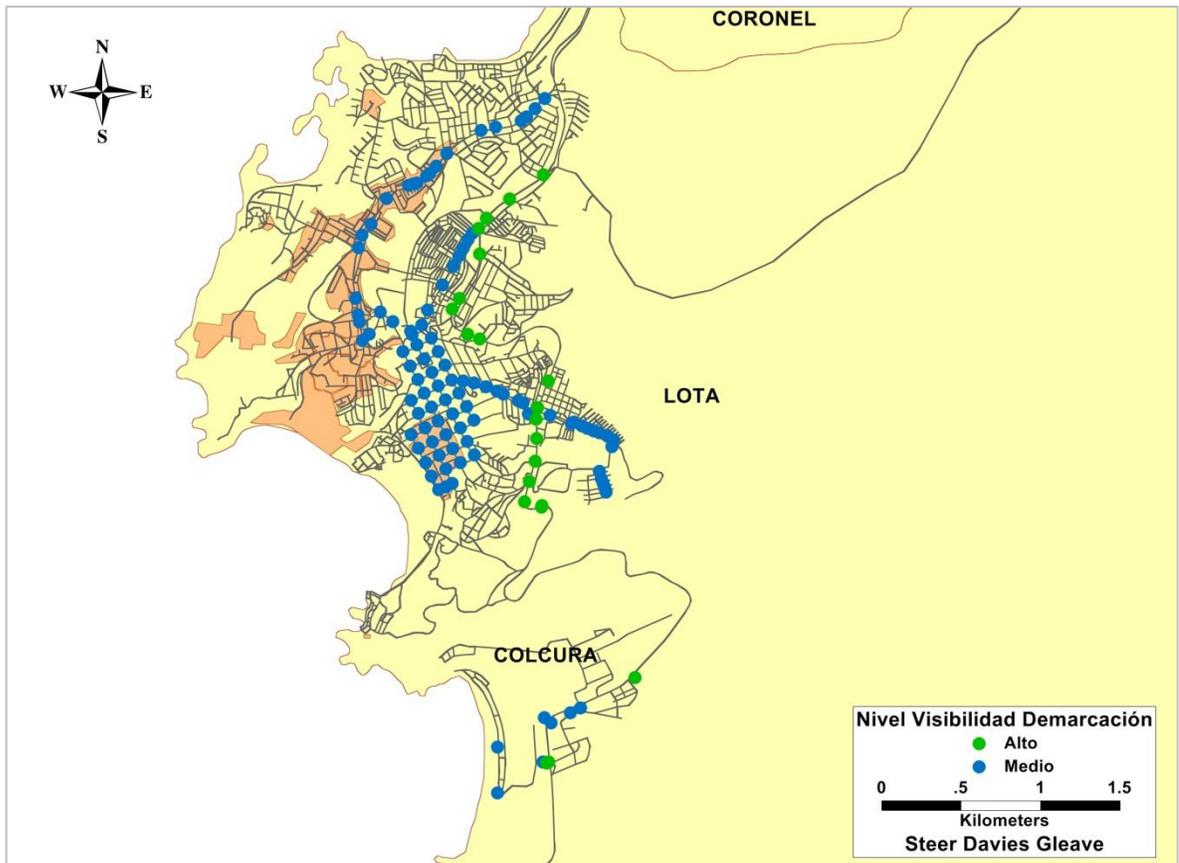 CORONEL
N
W E
S
LOTA
COLCURA
Nivel Visibilidad Demarcación
Alto
Medio
0 .5 1 1.5
Kilometers
Steer Davies Gleave